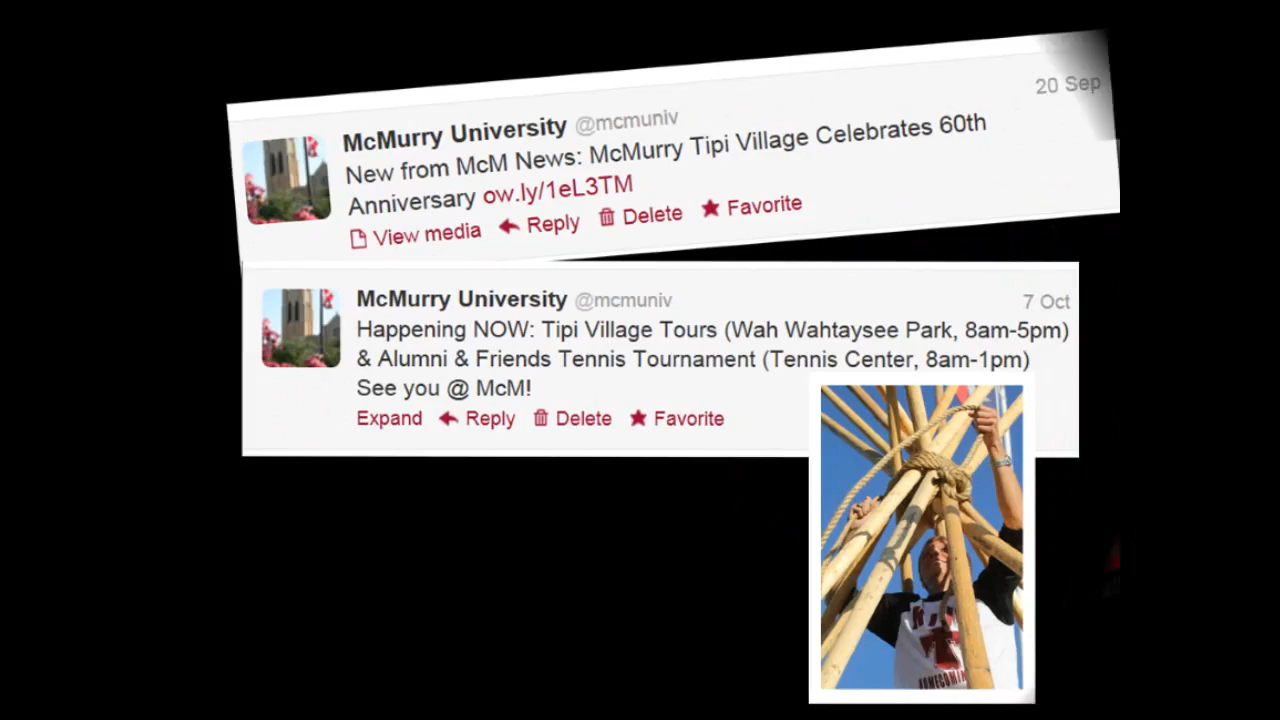 20 Sep
McMurry University @mcmuniv
New from McM News: McMurry Tipi Village Celebrates 60th
Anniversary ow.ly/1eL3TM
View media Reply Delete Favorite
McMurry University @mcmuniv 7 Oct
Happening NOW: Tipi Village Tours (Wah Wahtaysee Park, 8am-5pm)
& Alumni & Friends Tennis Tournament (Tennis Center, 8am-1pm)
See you @ McM!
Expand Reply Delete Favorite